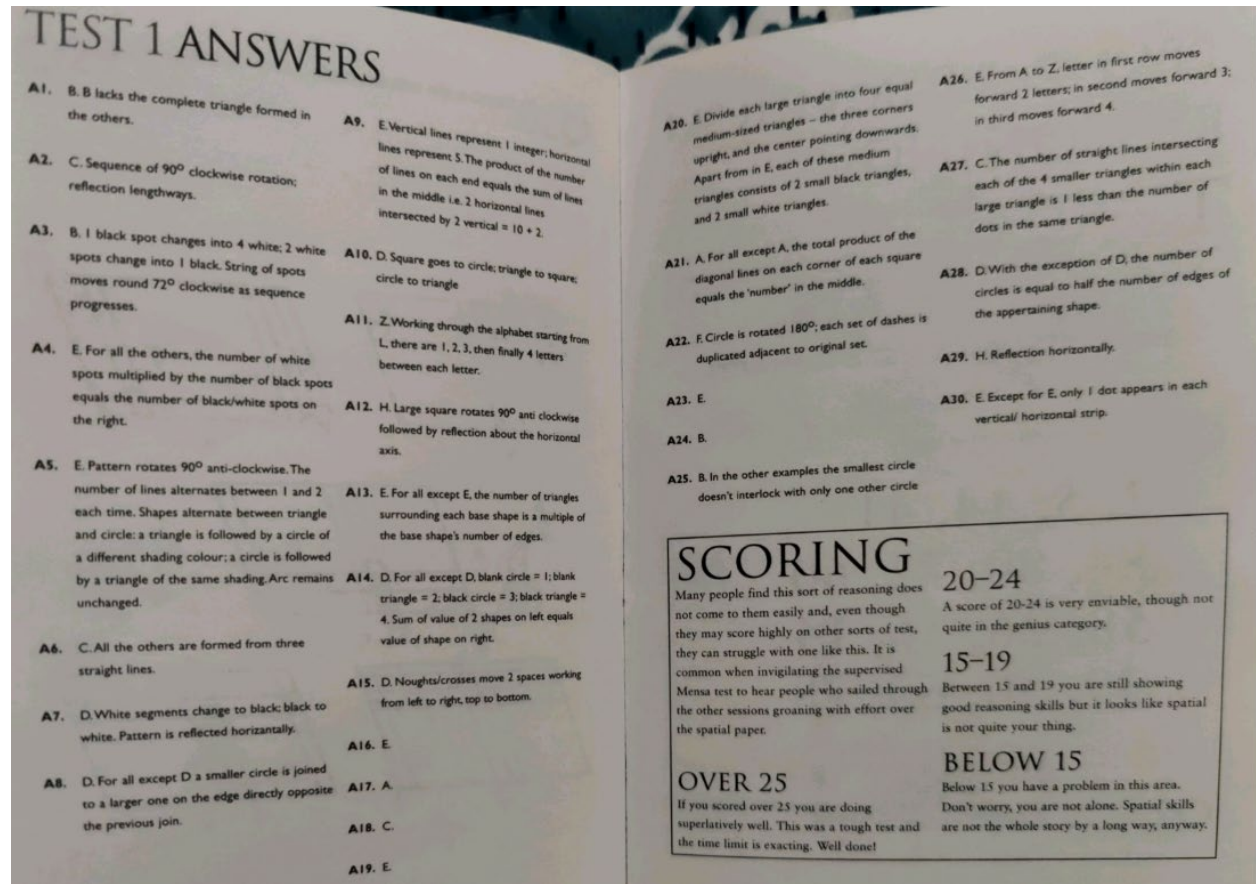 TEST 1 ANSWERS
A1. B. B lacks the complete triangle formed in
the others.
A2. C. Sequence of 90º clockwise rotation;
reflection lengthways.
A3. B. 1 black spot changes into 4 white; 2 white
spots change into 1 black. String of spots
moves round 72º clockwise as sequence
progresses.
A4. E. For all the others, the number of white
spots multiplied by the number of black spots
equals the number of black/white spots on
the right.
A5. E. Pattern rotates 90º anti-clockwise. The
number of lines alternates between 1 and 2
each time. Shapes alternate between triangle
and circle: a triangle is followed by a circle of
a different shading colour; a circle is followed
by a triangle of the same shading. Arc remains
unchanged.
A6. C. All the others are formed from three
straight lines.
A7. D. White segments change to black; black to
white. Pattern is reflected horizantally.
A8. D. For all except D a smaller circle is joined
to a larger one on the edge directly opposite
the previous join.
A9. E. Vertical lines represent 1 integer; horizontal
lines represent 5. The product of the number
of lines on each end equals the sum of lines
in the middle i.e. 2 horizontal lines
intersected by 2 vertical = 10 + 2.
A10. D. Square goes to circle; triangle to square;
circle to triangle
A11. Z. Working through the alphabet starting from
L, there are 1, 2, 3, then finally 4 letters
between each letter.
A12. H. Large square rotates 90º anti clockwise
followed by reflection about the horizontal
axis.
A13. E. For all except E, the number of triangles
surrounding each base shape is a multiple of
the base shape's number of edges.
A14. D. For all except D, blank circle = 1; blank
triangle = 2; black circle = 3; black triangle =
4. Sum of value of 2 shapes on left equals
value of shape on right.
A15. D. Noughts/crosses move 2 spaces working
from left to right, top to bottom.
A16. E.
A17. A.
A18. C.
A19. E.
A20. E. Divide each large triangle into four equal
medium-sized triangles – the three corners
upright, and the center pointing downwards.
Apart from in E, each of these medium
triangles consists of 2 small black triangles,
and 2 small white triangles.
A21. A. For all except A, the total product of the
diagonal lines on each corner of each square
equals the 'number' in the middle.
A22. F. Circle is rotated 180º; each set of dashes is
duplicated adjacent to original set.
A23. E.
A24. B.
A25. B. In the other examples the smallest circle
doesn't interlock with only one other circle
A26. E. From A to Z, letter in first row moves
forward 2 letters; in second moves forward 3;
in third moves forward 4.
A27. C. The number of straight lines intersecting
each of the 4 smaller triangles within each
large triangle is 1 less than the number of
dots in the same triangle.
A28. D. With the exception of D, the number of
circles is equal to half the number of edges of
the appertaining shape.
A29. H. Reflection horizontally.
A30. E. Except for E, only 1 dot appears in each
vertical/ horizontal strip.
SCORING
Many people find this sort of reasoning does
not come to them easily and, even though
they may score highly on other sorts of test,
they can struggle with one like this. It is
common when invigilating the supervised
Mensa test to hear people who sailed through
the other sessions groaning with effort over
the spatial paper.
OVER 25
If you scored over 25 you are doing
superlatively well. This was a tough test and
the time limit is exacting. Well done!
20–24
A score of 20-24 is very enviable, though not
quite in the genius category.
15–19
Between 15 and 19 you are still showing
good reasoning skills but it looks like spatial
is not quite your thing.
BELOW 15
Below 15 you have a problem in this area.
Don't worry, you are not alone. Spatial skills
are not the whole story by a long way, anyway.